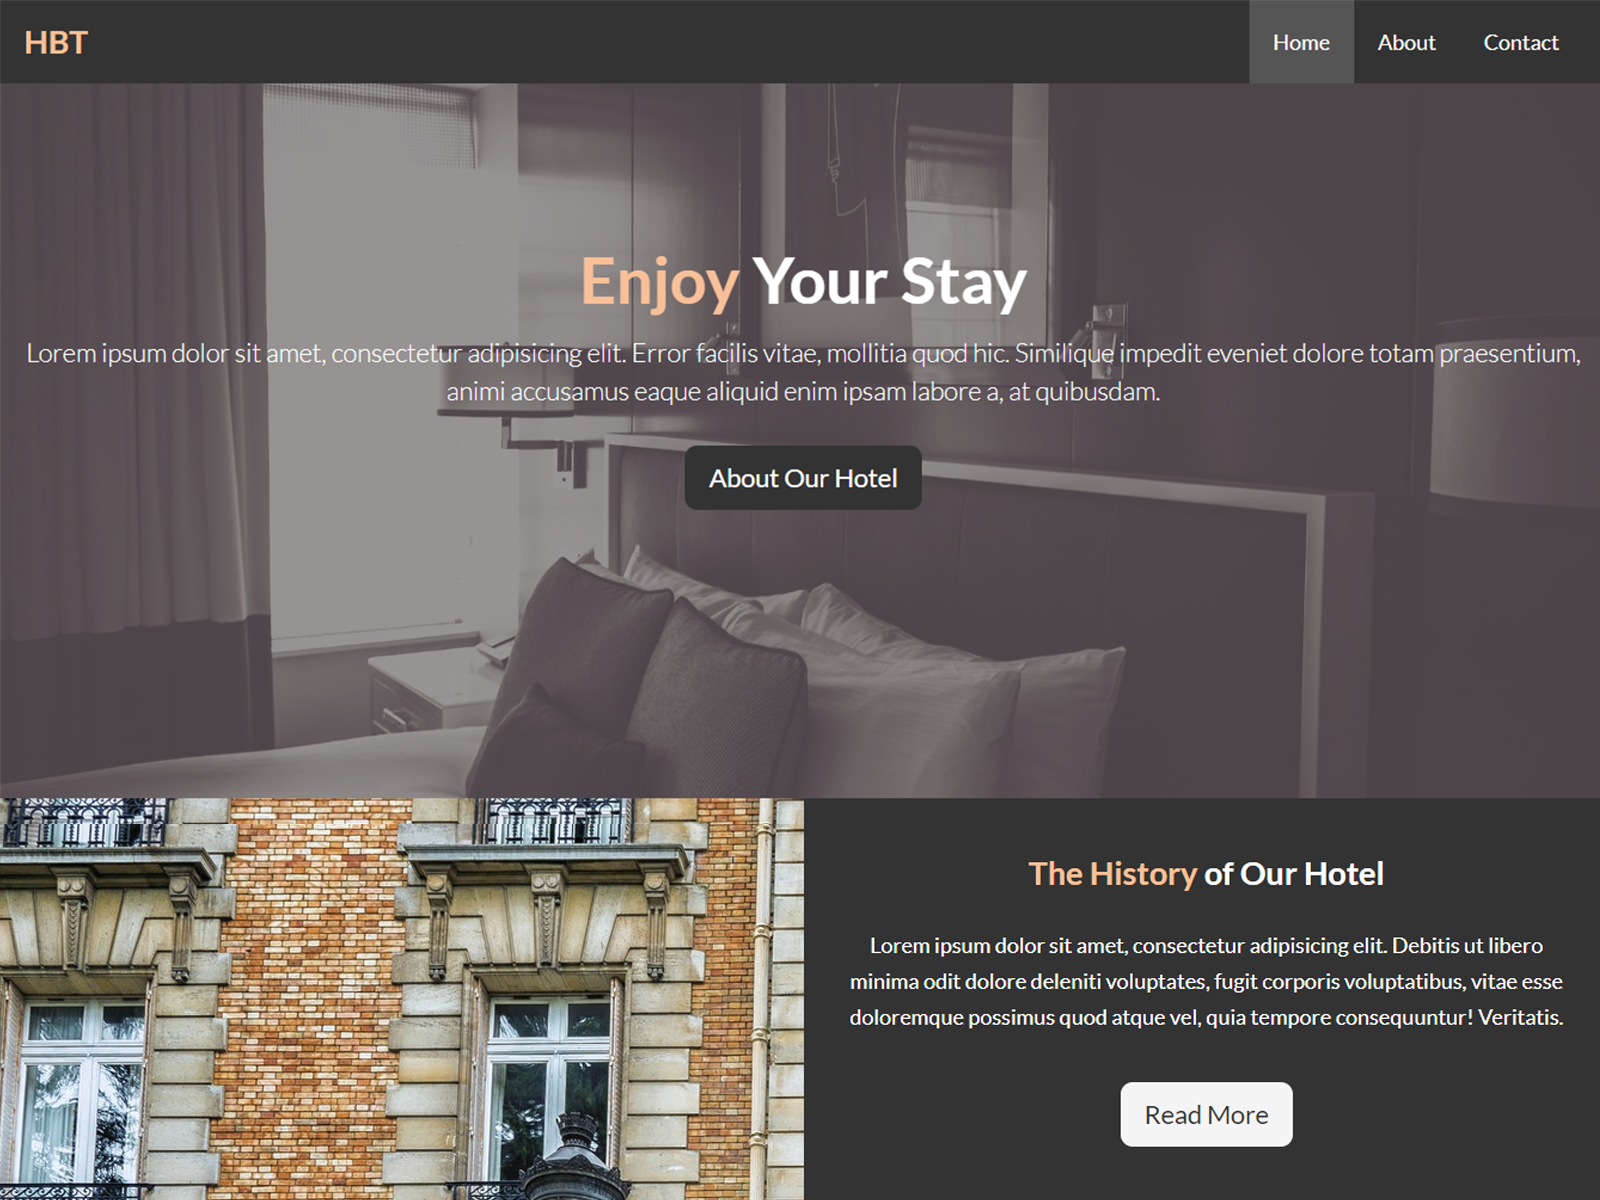 HBT
Home
About
Contact
Enjoy Your Stay
Lorem ipsum dolor sit amet, consectetur adipisicing elit. Error facilis vitae, mollitia quod hic. Similique impedit eveniet dolore totam praesentium,
animi accusamus eaque aliquid enim ipsam labore a, at quibusdam.
About Our Hotel
The History of Our Hotel
Lorem ipsum dolor sit amet, consectetur adipisicing elit. Debitis ut libero
minima odit dolore deleniti voluptates, fugit corporis voluptatibus, vitae esse
doloremque possimus quod atque vel, quia tempore consequuntur! Veritatis.
Read More